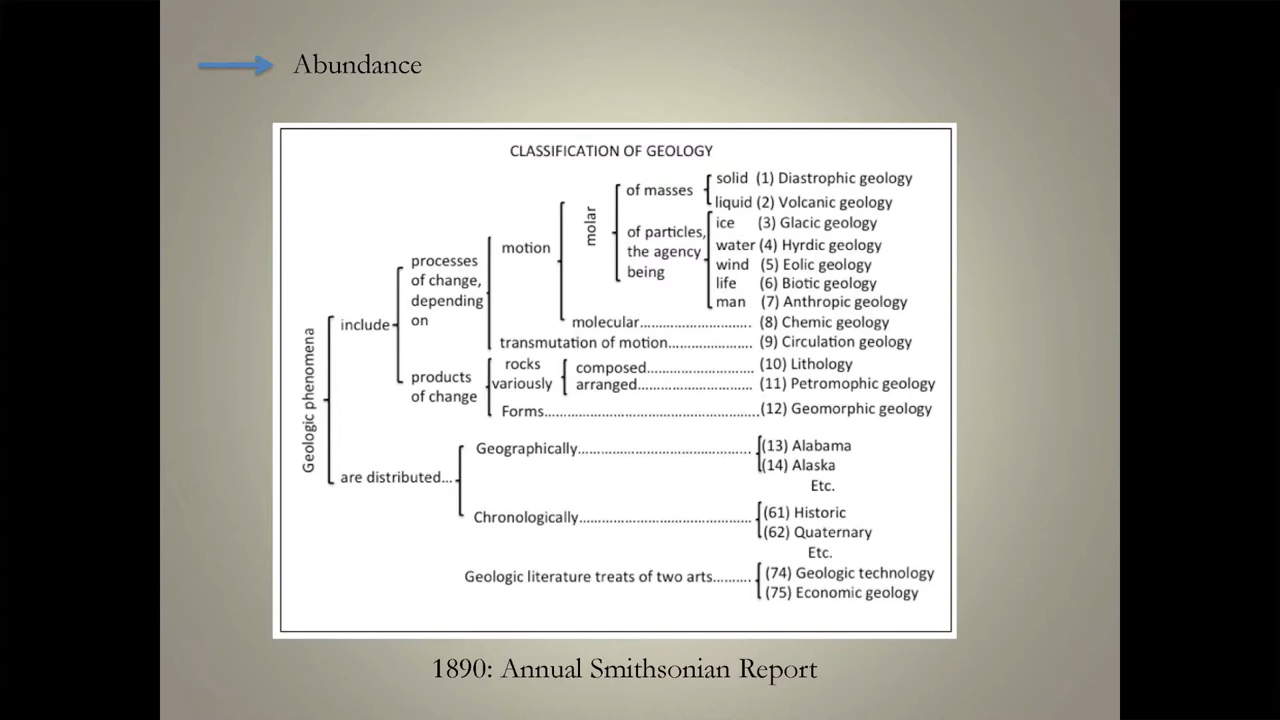 Abundance
CLASSIFICATION OF GEOLOGY
solid (1) Diastrophic geology
of masses
liquid (2) Volcanic geology
molar
ice (3) Glacic geology
of particles,
the agency
being
water (4) Hyrdic geology
wind (5) Eolic geology
life (6) Biotic geology
man (7) Anthropic geology
motion
processes
of change,
depending
on
molecular.............................. (8) Chemic geology
include
transmutation of motion...................... (9) Circulation geology
Geologic phenomena
rocks
variously
composed............................ (10) Lithology
arranged.............................. (11) Petromophic geology
products
of change
Forms..........................................................(12) Geomorphic geology
Geographically.............................................. (13) Alabama
(14) Alaska
Etc.
are distributed...
Chronologically.............................................. (61) Historic
(62) Quaternary
Etc.
Geologic literature treats of two arts.......... (74) Geologic technology
(75) Economic geology
1890: Annual Smithsonian Report